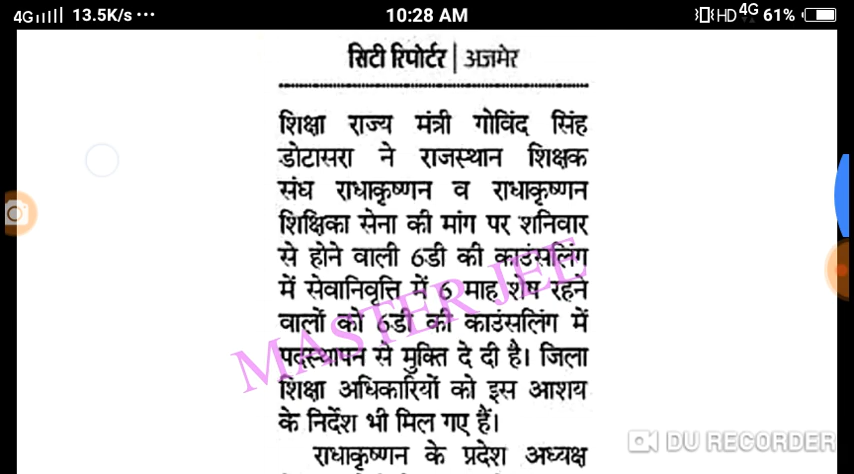 4G 13.5K/s ··· 10:28 AM HD 4G 61%
सिटी रिपोर्टर | अजमेर
शिक्षा राज्य मंत्री गोविंद सिंह
डोटासरा ने राजस्थान शिक्षक
संघ राधाकृष्णन व राधाकृष्णन
शिक्षिका सेना की मांग पर शनिवार
से होने वाली 6डी की काउंसलिंग
में सेवानिवृत्ति में 6 माह शेष रहने
वालों को 6डी की काउंसलिंग में
पदस्थापन से मुक्ति दे दी है। जिला
शिक्षा अधिकारियों को इस आशय
के निर्देश भी मिल गए हैं।
राधाकृष्णन के प्रदेश अध्यक्ष
MASTER JEE
DU RECORDER